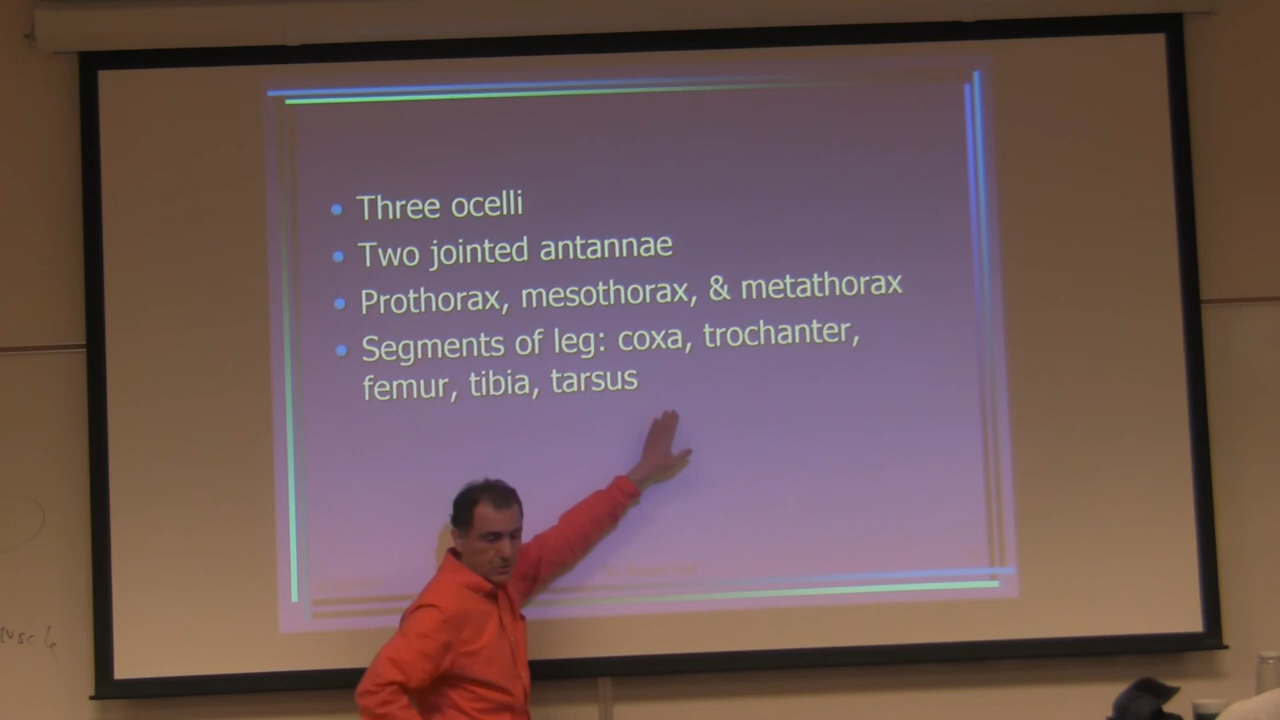 Three ocelli
Two jointed antannae
Prothorax, mesothorax, & metathorax
Segments of leg: coxa, trochanter,
femur, tibia, tarsus